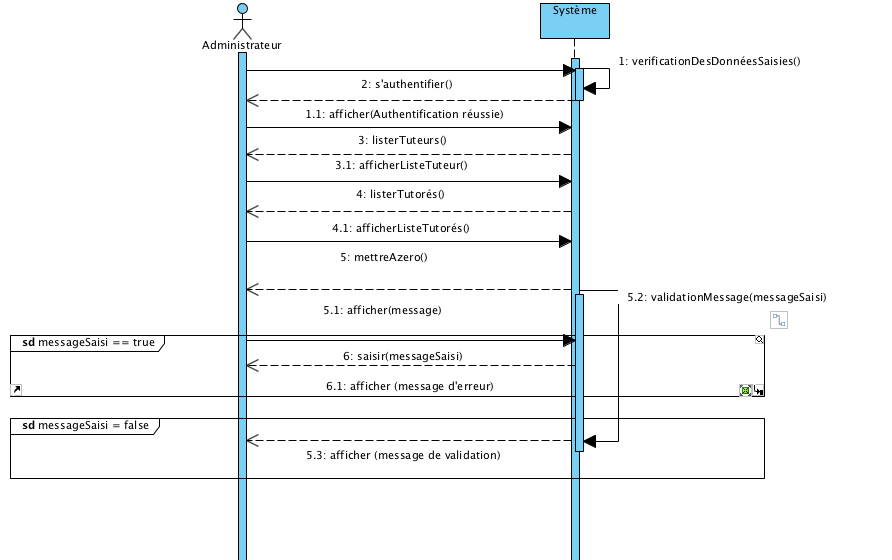 Système
Administrateur
1: verificationDesDonnéesSaisies()
2: s'authentifier()
1.1: afficher(Authentification réussie)
3: listerTuteurs()
3.1: afficherListeTuteur()
4: listerTutorés()
4.1: afficherListeTutorés()
5: mettreAzero()
5.2: validationMessage(messageSaisi)
5.1: afficher(message)
sd messageSaisi == true
6: saisir(messageSaisi)
6.1: afficher (message d'erreur)
sd messageSaisi = false
5.3: afficher (message de validation)